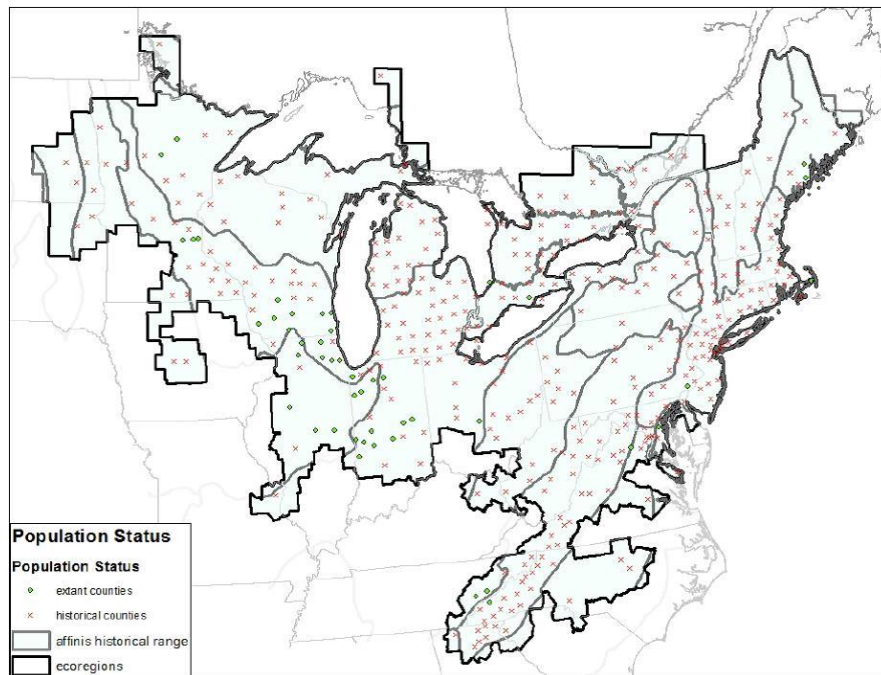 Population Status
Population Status
extant counties
historical counties
affinis historical range
ecoregions